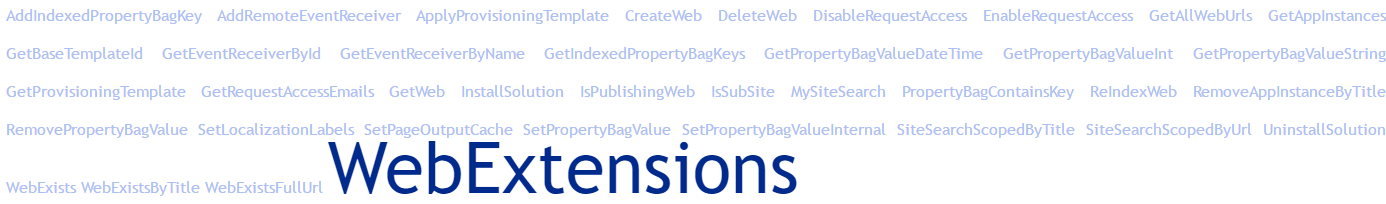 AddIndexedPropertyBagKey AddRemoteEventReceiver ApplyProvisioningTemplate CreateWeb DeleteWeb DisableRequestAccess EnableRequestAccess GetAllWebUrls GetAppInstances
GetBaseTemplateId GetEventReceiverById GetEventReceiverByName GetIndexedPropertyBagKeys GetPropertyBagValueDateTime GetPropertyBagValueInt GetPropertyBagValueString
GetProvisioningTemplate GetRequestAccessEmails GetWeb InstallSolution IsPublishingWeb IsSubSite MySiteSearch PropertyBagContainsKey ReIndexWeb RemoveAppInstanceByTitle
RemovePropertyBagValue SetLocalizationLabels SetPageOutputCache SetPropertyBagValue SetPropertyBagValueInternal SiteSearchScopedByTitle SiteSearchScopedByUrl UninstallSolution
WebExists WebExistsByTitle WebExistsFullUrl WebExtensions